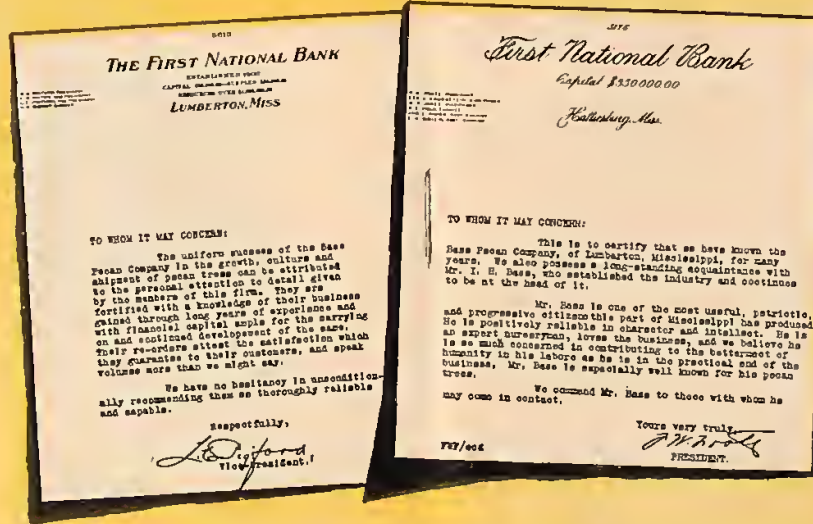 THE FIRST NATIONAL BANK
LUMBERTON, MISS
TO WHOM IT MAY CONCERN:
The uniform success of the Bass
Pecan Company in the growth, culture and
shipment of pecan trees can be attributed
to the personal attention to detail given
by the members of this firm. They are
fortified with a knowledge of their business
gained through long years of experience and
with financial capital ample for the carrying
on and continued development of the same.
Their re-orders attest the satisfaction which
they guarantee to their customers, and speak
volumes more than we might say.
We have no hesitancy in uncondition-
ally recommending them as thoroughly reliable
and capable.
Respectfully,
Vice-President.
First National Bank
Capital $350000.00
Hattiesburg, Miss.
TO WHOM IT MAY CONCERN:
This is to certify that we have known the
Bass Pecan Company, of Lumberton, Mississippi, for many
years. We also possess a long-standing acquaintance with
Mr. I. E. Bass, who established the industry and continues
to be at the head of it.
Mr. Bass is one of the most useful, patriotic,
and progressive citizens this part of Mississippi has produced.
He is positively reliable in character and intellect. He is
an expert nurseryman, loves the business, and we believe he
is so much concerned in contributing to the betterment of
humanity in his labors as he is in the practical end of the
business. Mr. Bass is especially well known for his pecan
trees.
We commend Mr. Bass to those with whom he
may come in contact.
Yours very truly,
PRESIDENT.